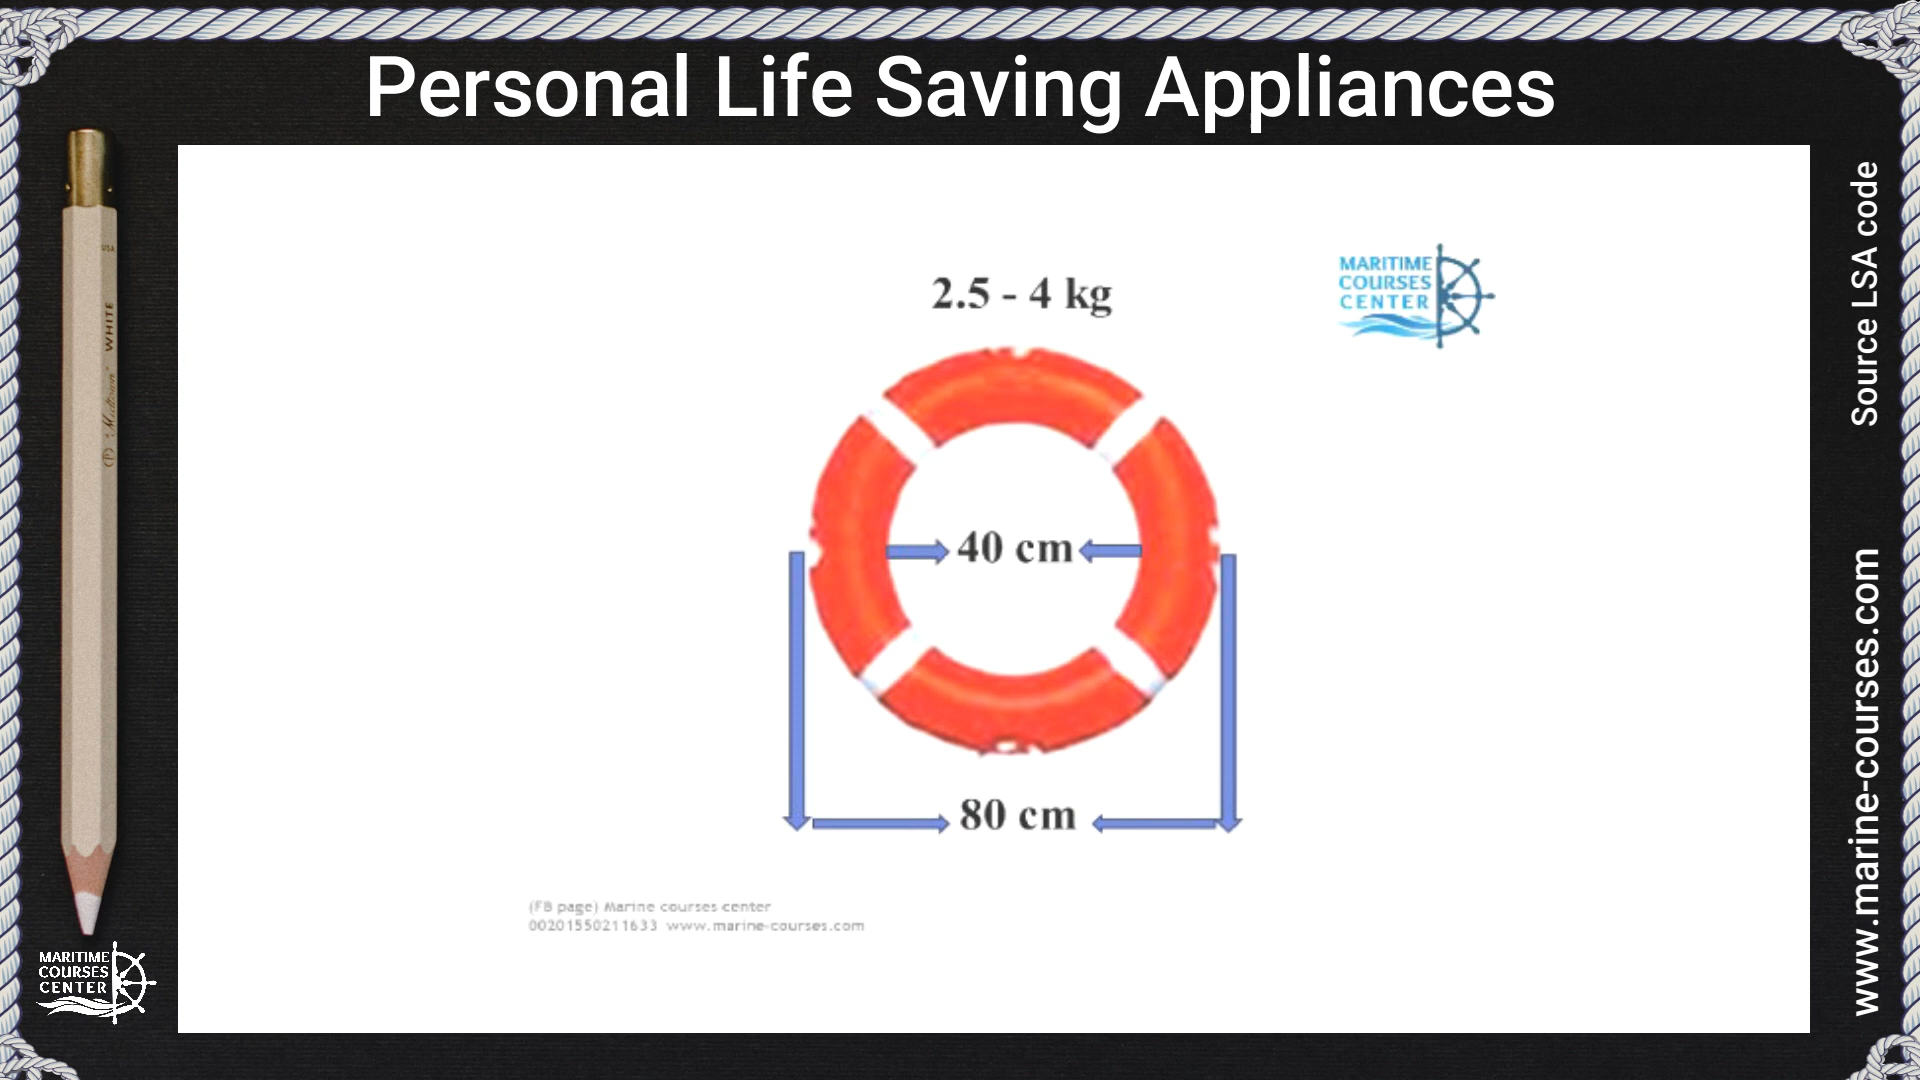 Personal Life Saving Appliances
USA
WHITE
MARITIME
COURSES
CENTER
2.5 - 4 kg
40 cm
80 cm
(FB page) Marine courses center
00201550211633 www.marine-courses.com
MARITIME
COURSES
CENTER
Source LSA code
www.marine-courses.com